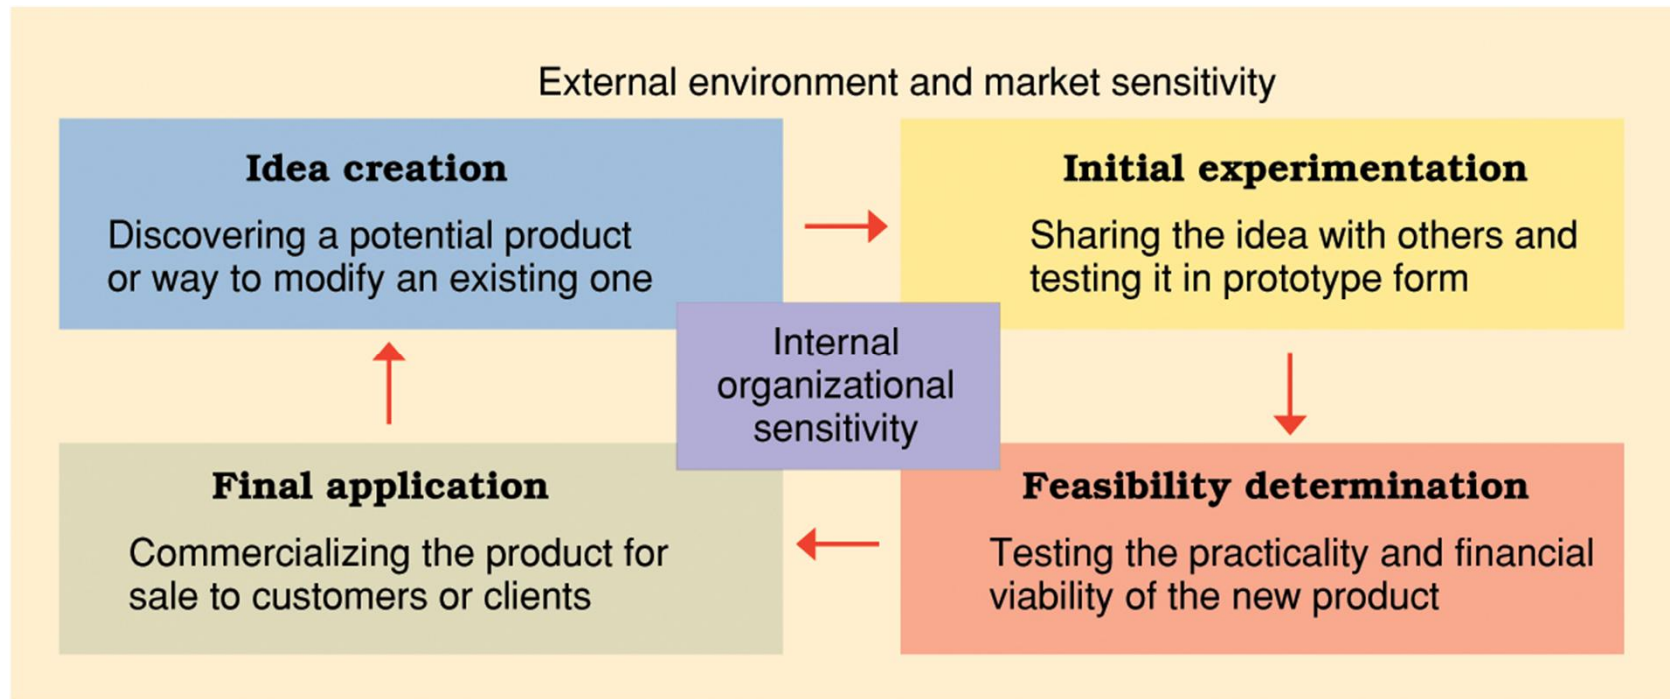 External environment and market sensitivity
Idea creation
Discovering a potential product
or way to modify an existing one
Initial experimentation
Sharing the idea with others and
testing it in prototype form
Internal
organizational
sensitivity
Final application
Commercializing the product for
sale to customers or clients
Feasibility determination
Testing the practicality and financial
viability of the new product